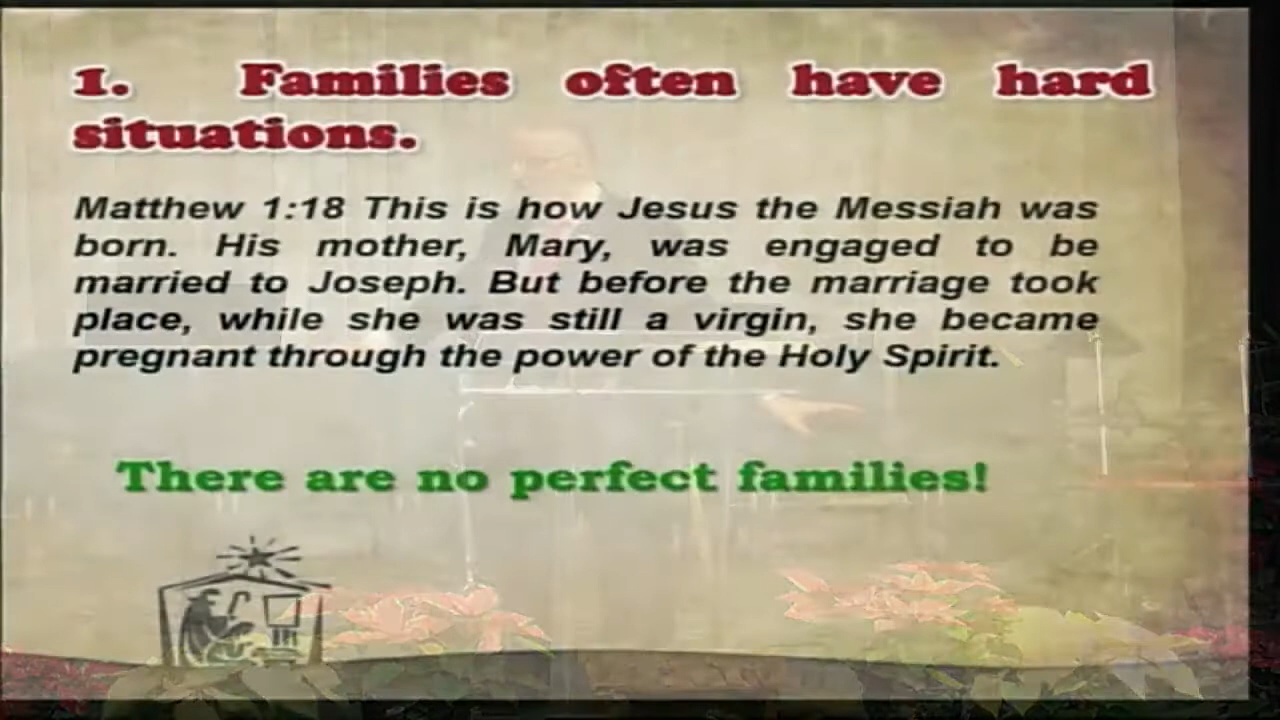 1. Families often have hard
situations.
Matthew 1:18 This is how Jesus the Messiah was
born. His mother, Mary, was engaged to be
married to Joseph. But before the marriage took
place, while she was still a virgin, she became
pregnant through the power of the Holy Spirit.
There are no perfect families!